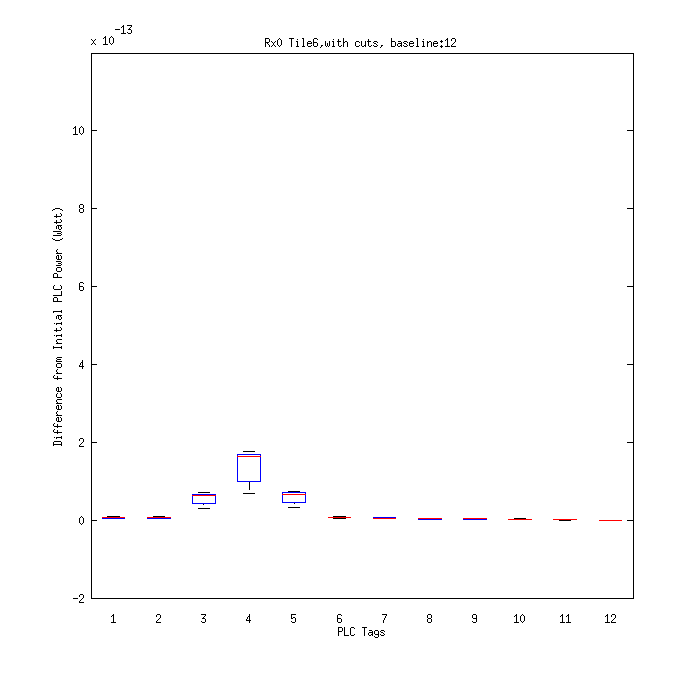 x 10-13
Rx0 Tile6,with cuts, baseline:12
10
8
6
4
2
0
-2
Difference from Initial PLC Power (Watt)
1 2 3 4 5 6 7 8 9 10 11 12
PLC Tags